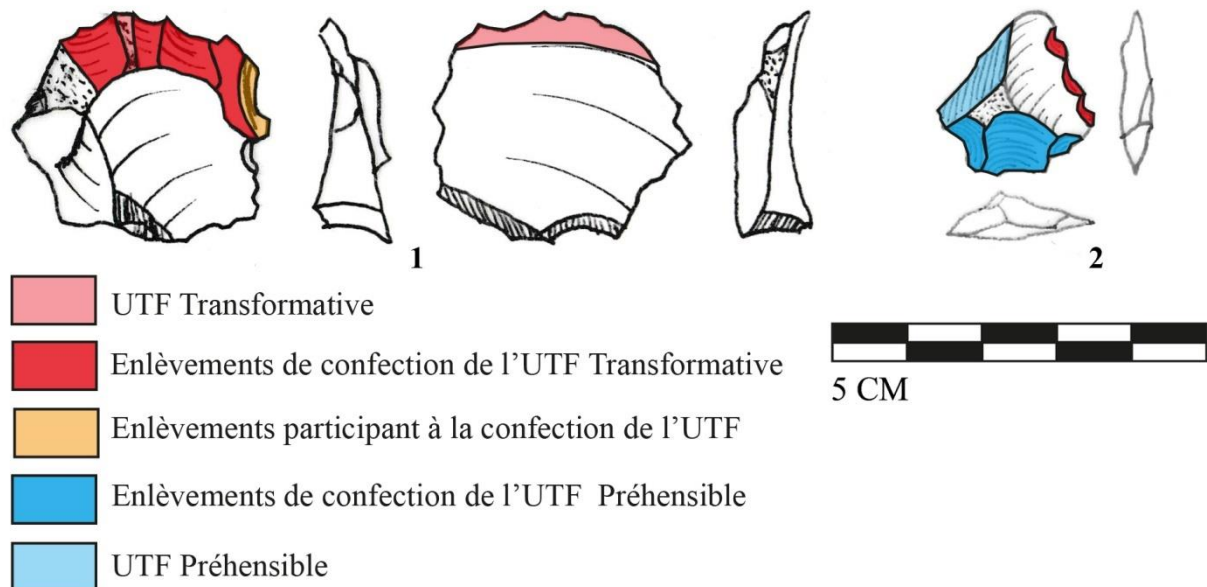 1
2
UTF Transformative
Enlèvements de confection de l'UTF Transformative
Enlèvements participant à la confection de l'UTF
Enlèvements de confection de l'UTF Préhensible
UTF Préhensible
5 CM